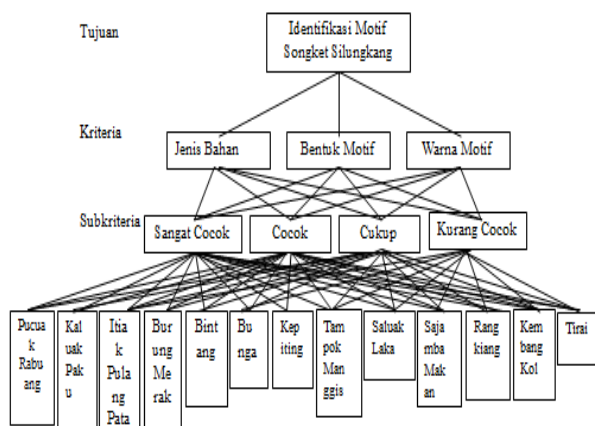 Tujuan
Identifikasi Motif
Songket Silungkang
Kriteria
Jenis Bahan
Bentuk Motif
Warna Motif
Subkriteria
Sangat Cocok
Cocok
Cukup
Kurang Cocok
Pucua
k
Rabu
ang
Kal
uak
Pak
u
Itia
k
Pula
ng
Pata
Bur
ung
Me
rak
Bint
ang
Bu
nga
Kep
iting
Tam
pok
Man
ggis
Saluak
Laka
Saja
mba
Mak
an
Rang
kiang
Kem
bang
Kol
Tirai